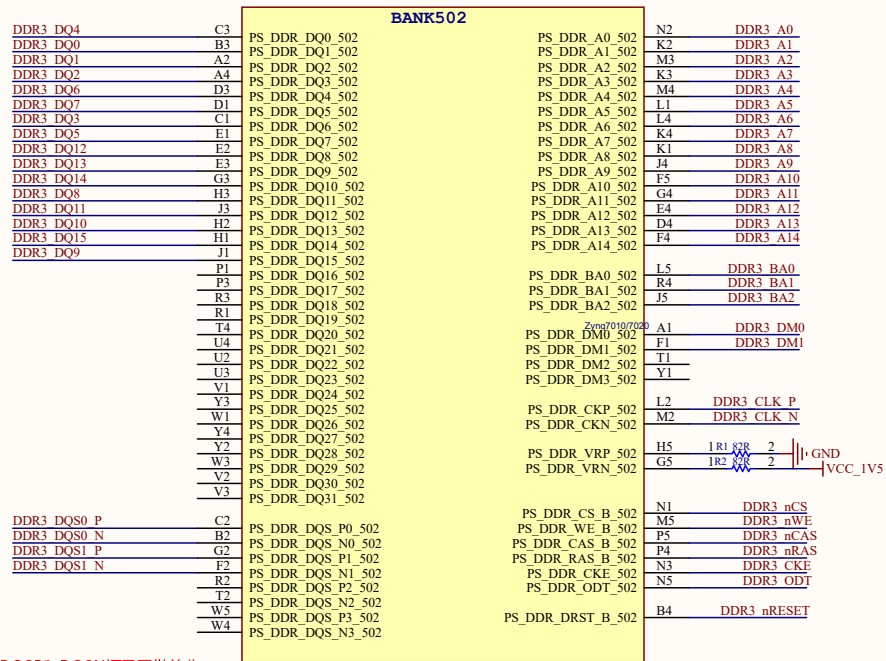 BANK502
DDR3_DQ4 C3 PS_DDR_DQ0_502 PS_DDR_A0_502 N2 DDR3_A0
DDR3_DQ0 B3 PS_DDR_DQ1_502 PS_DDR_A1_502 K2 DDR3_A1
DDR3_DQ1 A2 PS_DDR_DQ2_502 PS_DDR_A2_502 M3 DDR3_A2
DDR3_DQ2 A4 PS_DDR_DQ3_502 PS_DDR_A3_502 K3 DDR3_A3
DDR3_DQ6 D3 PS_DDR_DQ4_502 PS_DDR_A4_502 M4 DDR3_A4
DDR3_DQ7 D1 PS_DDR_DQ5_502 PS_DDR_A5_502 L1 DDR3_A5
DDR3_DQ3 C1 PS_DDR_DQ6_502 PS_DDR_A6_502 L4 DDR3_A6
DDR3_DQ5 E1 PS_DDR_DQ7_502 PS_DDR_A7_502 K4 DDR3_A7
DDR3_DQ12 E2 PS_DDR_DQ8_502 PS_DDR_A8_502 K1 DDR3_A8
DDR3_DQ13 E3 PS_DDR_DQ9_502 PS_DDR_A9_502 J4 DDR3_A9
DDR3_DQ14 G3 PS_DDR_DQ10_502 PS_DDR_A10_502 F5 DDR3_A10
DDR3_DQ8 H3 PS_DDR_DQ11_502 PS_DDR_A11_502 G4 DDR3_A11
DDR3_DQ11 J3 PS_DDR_DQ12_502 PS_DDR_A12_502 E4 DDR3_A12
DDR3_DQ10 H2 PS_DDR_DQ13_502 PS_DDR_A13_502 D4 DDR3_A13
DDR3_DQ15 H1 PS_DDR_DQ14_502 PS_DDR_A14_502 F4 DDR3_A14
DDR3_DQ9 J1 PS_DDR_DQ15_502
P1 PS_DDR_DQ16_502 PS_DDR_BA0_502 L5 DDR3_BA0
P3 PS_DDR_DQ17_502 PS_DDR_BA1_502 R4 DDR3_BA1
R3 PS_DDR_DQ18_502 PS_DDR_BA2_502 J5 DDR3_BA2
R1 PS_DDR_DQ19_502 Zynq7010/7020
T4 PS_DDR_DQ20_502 PS_DDR_DM0_502 A1 DDR3_DM0
U4 PS_DDR_DQ21_502 PS_DDR_DM1_502 F1 DDR3_DM1
U2 PS_DDR_DQ22_502 PS_DDR_DM2_502 T1
U3 PS_DDR_DQ23_502 PS_DDR_DM3_502 Y1
V1 PS_DDR_DQ24_502
Y3 PS_DDR_DQ25_502 PS_DDR_CKP_502 L2 DDR3_CLK_P
W1 PS_DDR_DQ26_502 PS_DDR_CKN_502 M2 DDR3_CLK_N
Y4 PS_DDR_DQ27_502
Y2 PS_DDR_DQ28_502 PS_DDR_VRP_502 H5 1 R1 82R 2 GND
W3 PS_DDR_DQ29_502 PS_DDR_VRN_502 G5 1 R2 82R 2 VCC_1V5
V2 PS_DDR_DQ30_502
V3 PS_DDR_DQ31_502
PS_DDR_CS_B_502 N1 DDR3_nCS
DDR3_DQS0_P C2 PS_DDR_DQS_P0_502 PS_DDR_WE_B_502 M5 DDR3_nWE
DDR3_DQS0_N B2 PS_DDR_DQS_N0_502 PS_DDR_CAS_B_502 P5 DDR3_nCAS
DDR3_DQS1_P G2 PS_DDR_DQS_P1_502 PS_DDR_RAS_B_502 P4 DDR3_nRAS
DDR3_DQS1_N F2 PS_DDR_DQS_N1_502 PS_DDR_CKE_502 N3 DDR3_CKE
R2 PS_DDR_DQS_P2_502 PS_DDR_ODT_502 N5 DDR3_ODT
T2 PS_DDR_DQS_N2_502
W5 PS_DDR_DQS_P3_502 PS_DDR_DRST_B_502 B4 DDR3_nRESET
W4 PS_DDR_DQS_N3_502